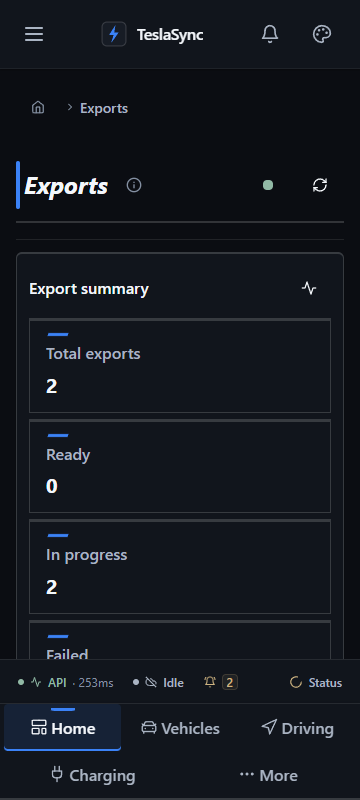 TeslaSync
Exports
Exports
Export summary
Total exports
2
Ready
0
In progress
2
Failed
API · 253ms Idle 2 Status
Home Vehicles Driving
Charging More